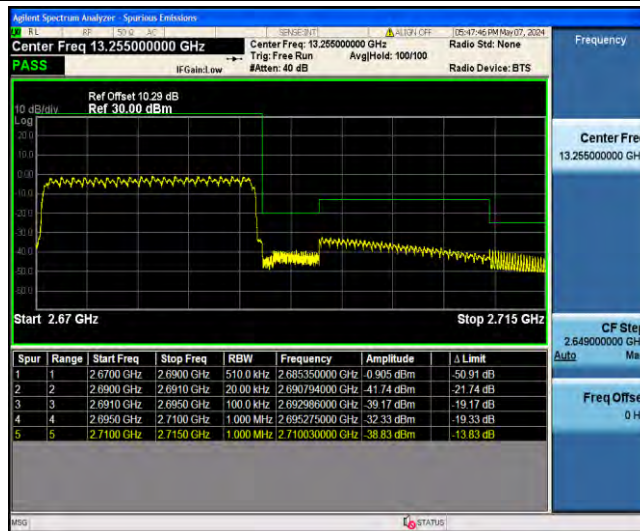 Agilent Spectrum Analyzer - Spurious Emissions
RL RF 50 Ω AC SENSE:INT ALIGN OFF 05:47:46 PM May 07, 2024
Center Freq 13.255000000 GHz Center Freq: 13.255000000 GHz Radio Std: None
Trig: Free Run Avg|Hold: 100/100
PASS IFGain:Low #Atten: 40 dB Radio Device: BTS
Frequency
Ref Offset 10.29 dB
10 dB/div Ref 30.00 dBm
Log
20.0
10.0
0.00
-10.0
-20.0
-30.0
-40.0
-50.0
-60.0
Start 2.67 GHz Stop 2.715 GHz
Center Fre
13.255000000 GH
CF Step
2.649000000 GH
Auto Ma
Freq Offse
0 H
Spur Range Start Freq Stop Freq RBW Frequency Amplitude Δ Limit
1 1 2.6700 GHz 2.6900 GHz 510.0 kHz 2.685350000 GHz -0.905 dBm -50.91 dB
2 2 2.6900 GHz 2.6910 GHz 20.00 kHz 2.690794000 GHz -41.74 dBm -21.74 dB
3 3 2.6910 GHz 2.6950 GHz 100.0 kHz 2.692986000 GHz -39.17 dBm -19.17 dB
4 4 2.6950 GHz 2.7100 GHz 1.000 MHz 2.695275000 GHz -32.33 dBm -19.33 dB
5 5 2.7100 GHz 2.7150 GHz 1.000 MHz 2.710030000 GHz -38.83 dBm -13.83 dB
MSG STATUS